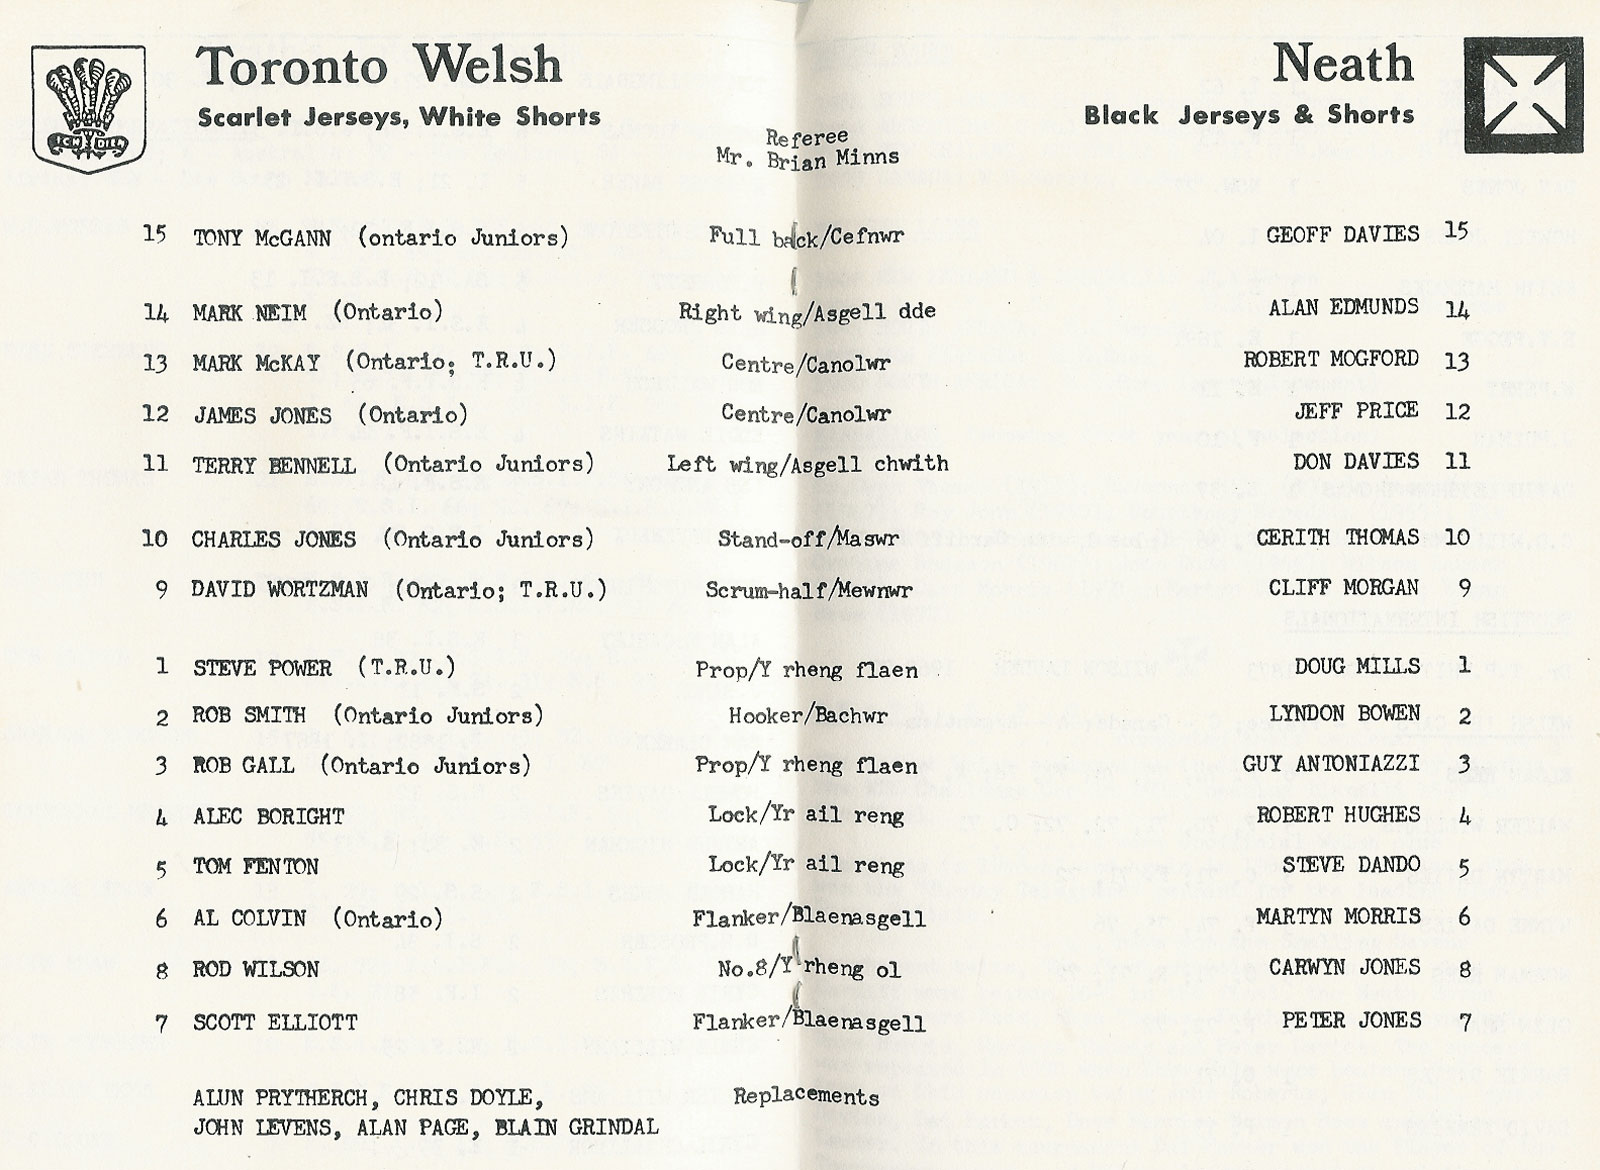 Toronto Welsh
Neath
Scarlet Jerseys, White Shorts
Black Jerseys & Shorts
ICH DIEN
Referee
Mr. Brian Minns
15 TONY McGANN (ontario Juniors) Full back/Cefnwr GEOFF DAVIES 15
14 MARK NEIM (Ontario) Right wing/Asgell dde ALAN EDMUNDS 14
13 MARK McKAY (Ontario; T.R.U.) Centre/Canolwr ROBERT MOGFORD 13
12 JAMES JONES (Ontario) Centre/Canolwr JEFF PRICE 12
11 TERRY BENNELL (Ontario Juniors) Left wing/Asgell chwith DON DAVIES 11
10 CHARLES JONES (Ontario Juniors) Stand-off/Maswr CERITH THOMAS 10
9 DAVID WORTZMAN (Ontario; T.R.U.) Scrum-half/Mewnwr CLIFF MORGAN 9
1 STEVE POWER (T.R.U.) Prop/Y rheng flaen DOUG MILLS 1
2 ROB SMITH (Ontario Juniors) Hooker/Bachwr LYNDON BOWEN 2
3 ROB GALL (Ontario Juniors) Prop/Y rheng flaen GUY ANTONIAZZI 3
4 ALEC BORIGHT Lock/Yr ail reng ROBERT HUGHES 4
5 TOM FENTON Lock/Yr ail reng STEVE DANDO 5
6 AL COLVIN (Ontario) Flanker/Blaenasgell MARTYN MORRIS 6
8 ROD WILSON No.8/Y rheng ol CARWYN JONES 8
7 SCOTT ELLIOTT Flanker/Blaenasgell PETER JONES 7
ALUN PRYTHERCH, CHRIS DOYLE, Replacements
JOHN LEVENS, ALAN PAGE, BLAIN GRINDAL